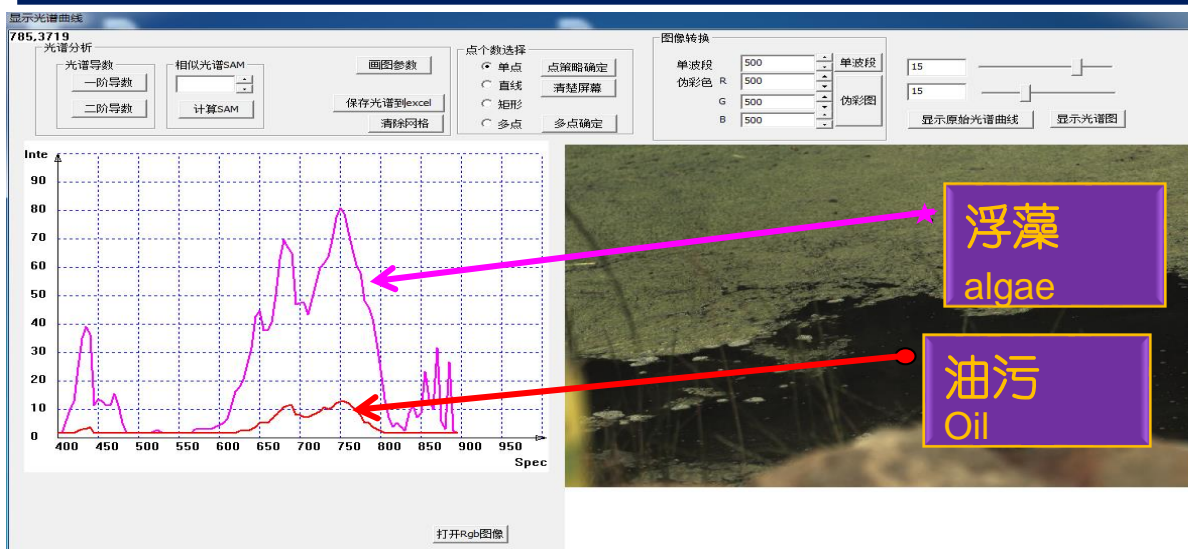 显示光谱曲线
785,3719
光谱分析
光谱导数
一阶导数
二阶导数
相似光谱SAM
计算SAM
画图参数
保存光谱到excel
清除网格
点个数选择
单点
直线
矩形
多点
点策略确定
清楚屏幕
多点确定
图像转换
单波段 500 单波段
伪彩色 R 500
G 500
B 500
伪彩图
15
15
显示原始光谱曲线
显示光谱图
Inte
90
80
70
60
50
40
30
20
10
0
400 450 500 550 600 650 700 750 800 850 900 950
Spec
浮藻
algae
油污
Oil
打开Rgb图像